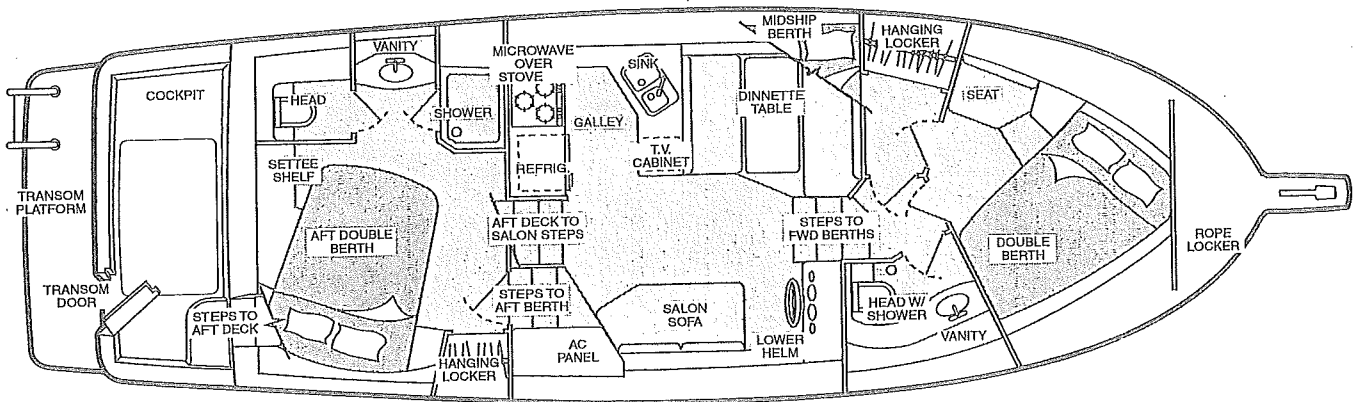 MIDSHIP
BERTH
HANGING
LOCKER
VANITY
MICROWAVE
OVER
STOVE
SINK
COCKPIT
HEAD
SHOWER
GALLEY
DINNETTE
TABLE
SEAT
T.V.
CABINET
SETTEE
SHELF
REFRIG
TRANSOM
PLATFORM
AFT DOUBLE
BERTH
AFT DECK TO
SALON STEPS
STEPS TO
FWD BERTHS
DOUBLE
BERTH
ROPE
LOCKER
TRANSOM
DOOR
STEPS TO
AFT DECK
STEPS TO
AFT BERTH
SALON
SOFA
HEAD W/
SHOWER
VANITY
LOWER
HELM
AC
PANEL
HANGING
LOCKER